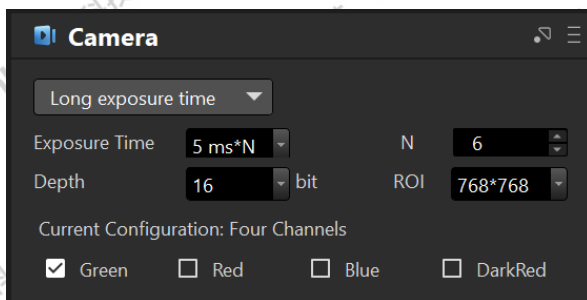 Camera
Long exposure time
Exposure Time 5 ms*N N 6
Depth 16 bit ROI 768*768
Current Configuration: Four Channels
Green Red Blue DarkRed